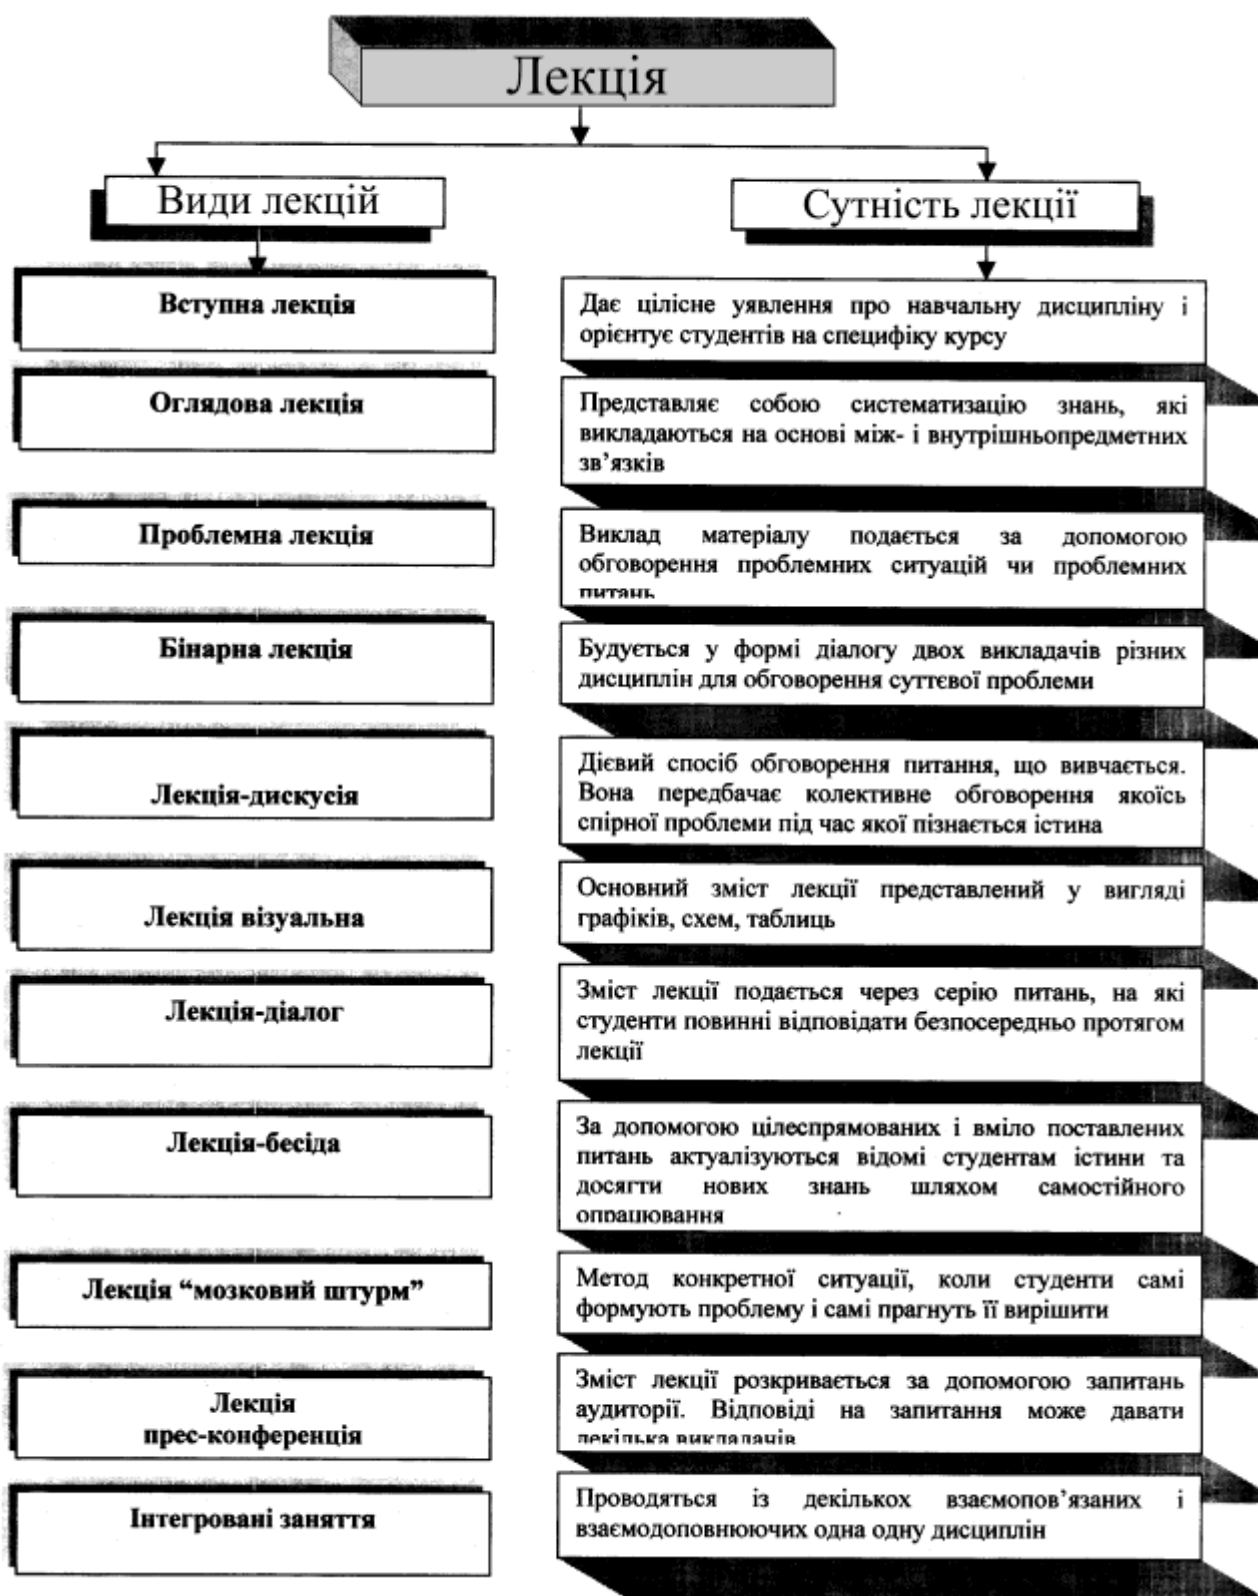 Лекція
Види лекцій
Сутність лекції
Вступна лекція
Дає цілісне уявлення про навчальну дисципліну і
орієнтує студентів на специфіку курсу
Оглядова лекція
Представляє собою систематизацію знань, які
викладаються на основі між- і внутрішньопредметних
зв’язків
Проблемна лекція
Виклад матеріалу подається за допомогою
обговорення проблемних ситуацій чи проблемних
питань
Бінарна лекція
Будується у формі діалогу двох викладачів різних
дисциплін для обговорення суттєвої проблеми
Лекція-дискусія
Дієвий спосіб обговорення питання, що вивчається.
Вона передбачає колективне обговорення якоїсь
спірної проблеми під час якої пізнається істина
Лекція візуальна
Основний зміст лекції представлений у вигляді
графіків, схем, таблиць
Лекція-діалог
Зміст лекції подається через серію питань, на які
студенти повинні відповідати безпосередньо протягом
лекції
Лекція-бесіда
За допомогою цілеспрямованих і вміло поставлених
питань актуалізуються відомі студентам істини та
досягти нових знань шляхом самостійного
опрацювання
Лекція “мозковий штурм”
Метод конкретної ситуації, коли студенти самі
формують проблему і самі прагнуть її вирішити
Лекція
прес-конференція
Зміст лекції розкривається за допомогою запитань
аудиторії. Відповіді на запитання може давати
декілька викладачів
Інтегровані заняття
Проводяться із декількох взаємопов’язаних і
взаємодоповнюючих одна одну дисциплін